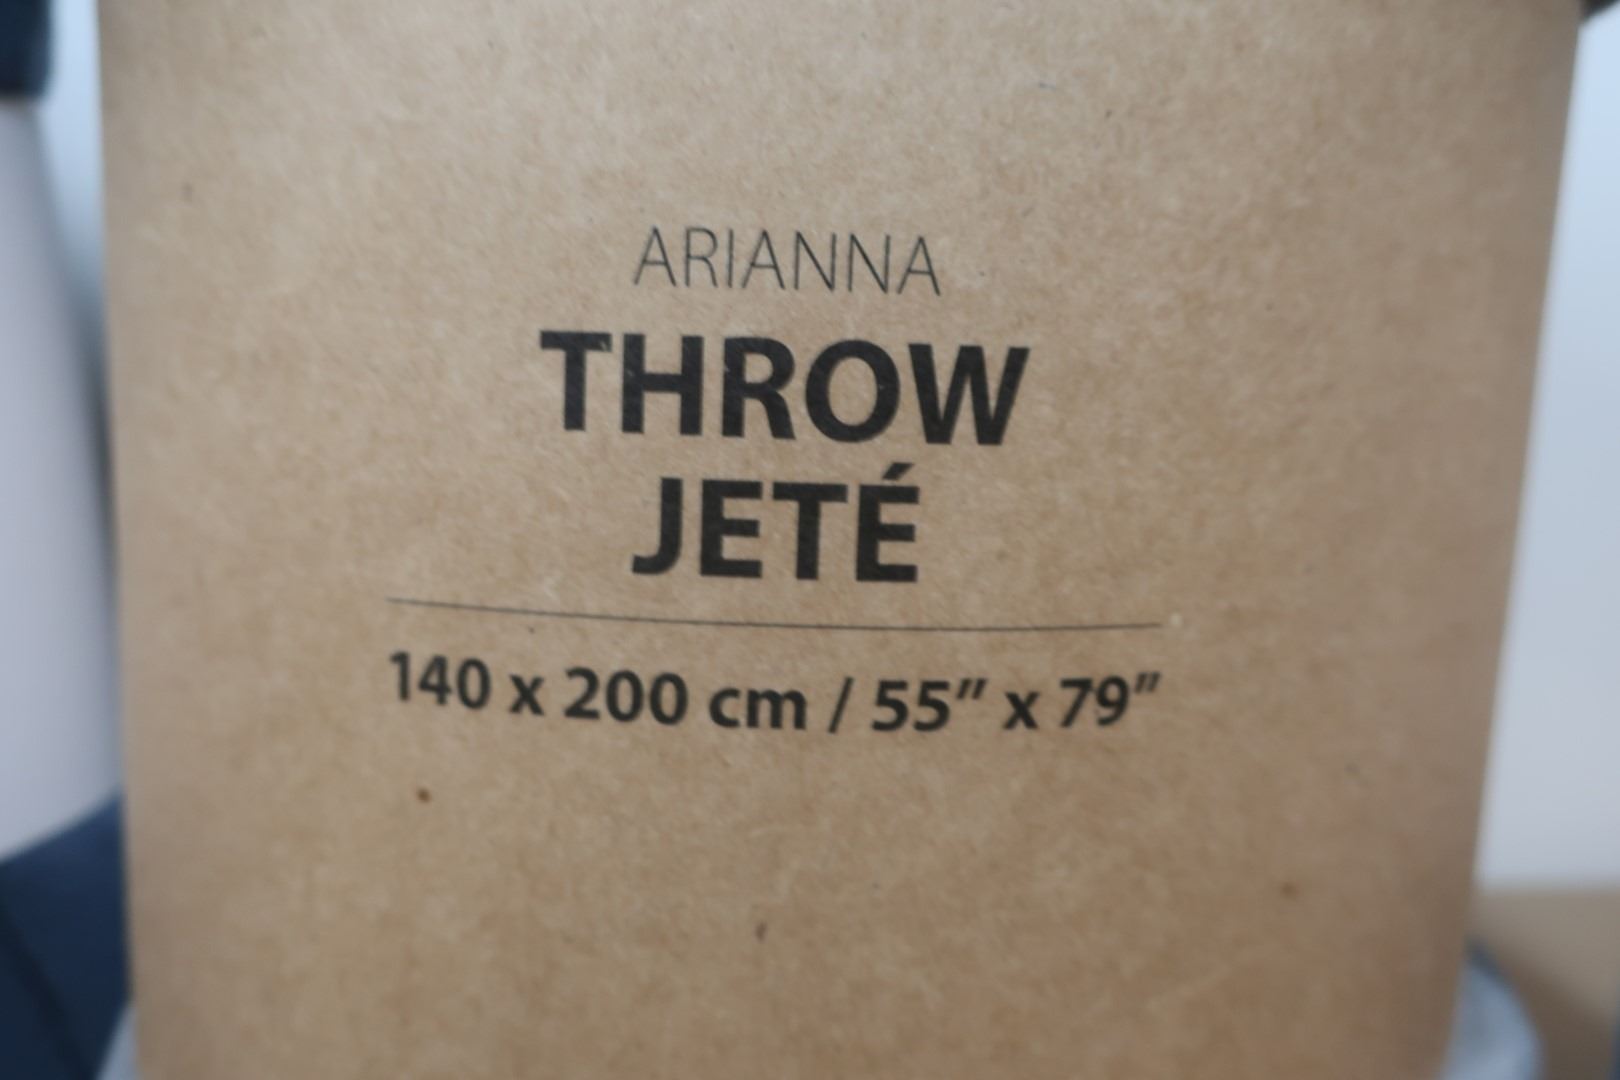 ARIANNA
THROW
JETÉ
140 x 200 cm / 55” x 79”